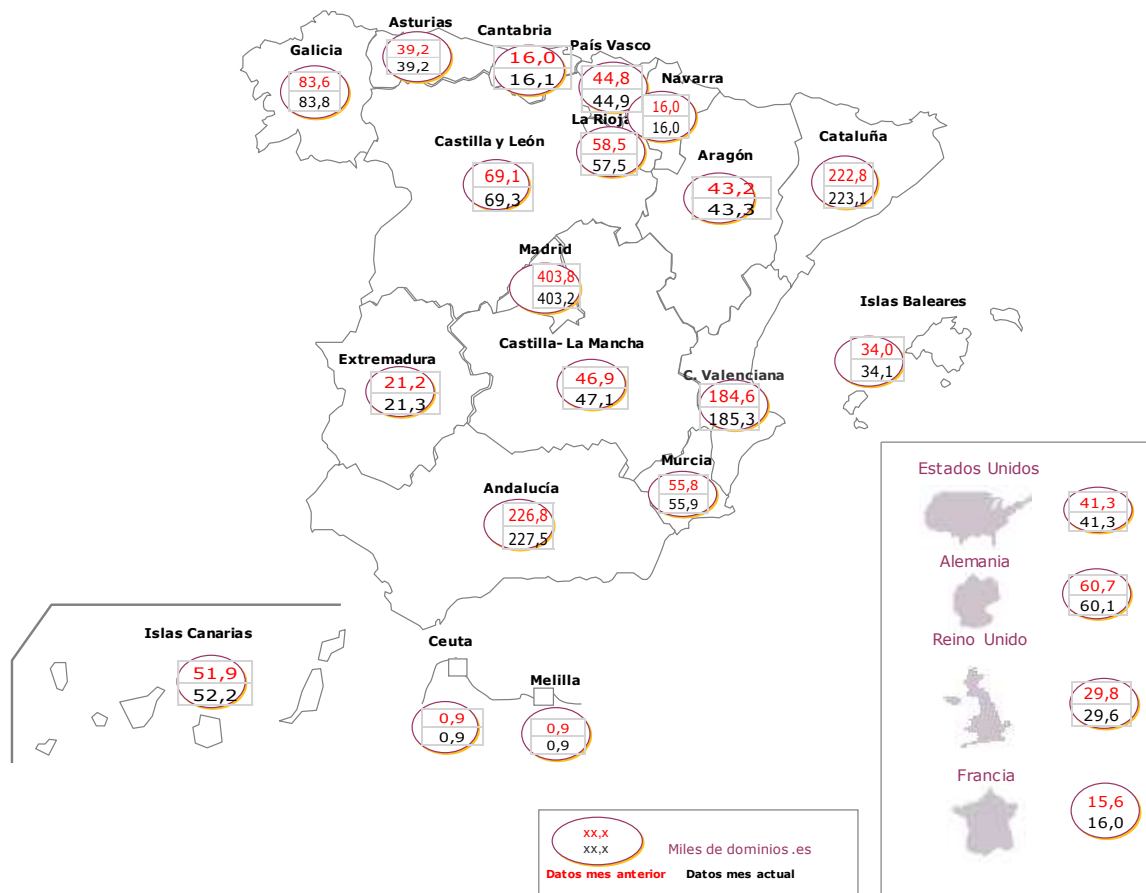 Asturias
39,2
39,2
Cantabria
16,0
16,1
País Vasco
44,8
44,9
Galicia
83,6
83,8
Navarra
16,0
16,0
La Rioja
58,5
57,5
Castilla y León
69,1
69,3
Aragón
43,2
43,3
Cataluña
222,8
223,1
Madrid
403,8
403,2
Islas Baleares
34,0
34,1
Extremadura
21,2
21,3
Castilla- La Mancha
46,9
47,1
C. Valenciana
184,6
185,3
Murcia
55,8
55,9
Andalucía
226,8
227,5
Estados Unidos
41,3
41,3
Alemania
60,7
60,1
Reino Unido
29,8
29,6
Francia
15,6
16,0
Islas Canarias
51,9
52,2
Ceuta
0,9
0,9
Melilla
0,9
0,9
xx,x
xx,x
Miles de dominios .es
Datos mes anterior Datos mes actual